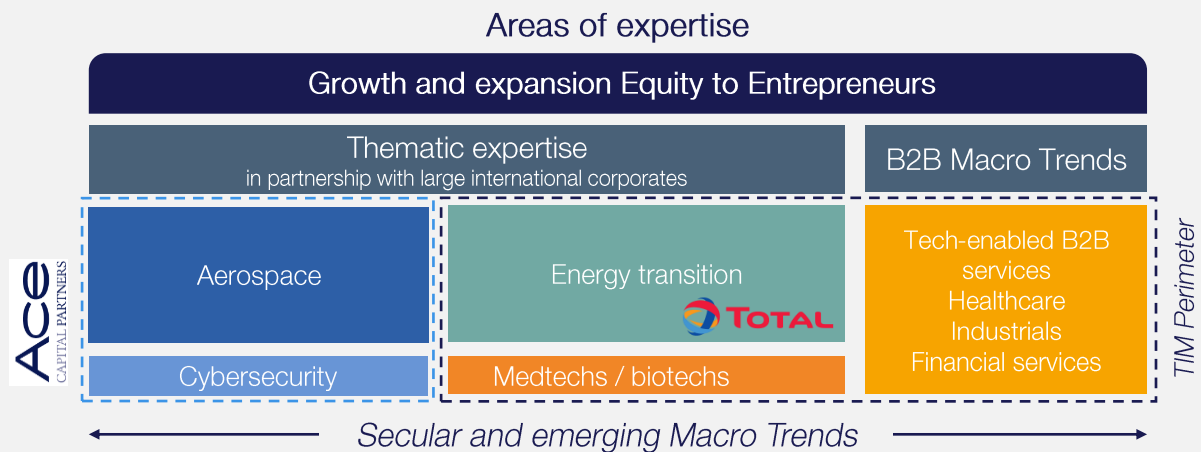 Areas of expertise
Growth and expansion Equity to Entrepreneurs
Thematic expertise
in partnership with large international corporates
B2B Macro Trends
Ace
CAPITAL PARTNERS
Aerospace
Energy transition
TOTAL
Tech-enabled B2B
services
Healthcare
Industrials
Financial services
Cybersecurity
Medtechs / biotechs
TIM Perimeter
Secular and emerging Macro Trends